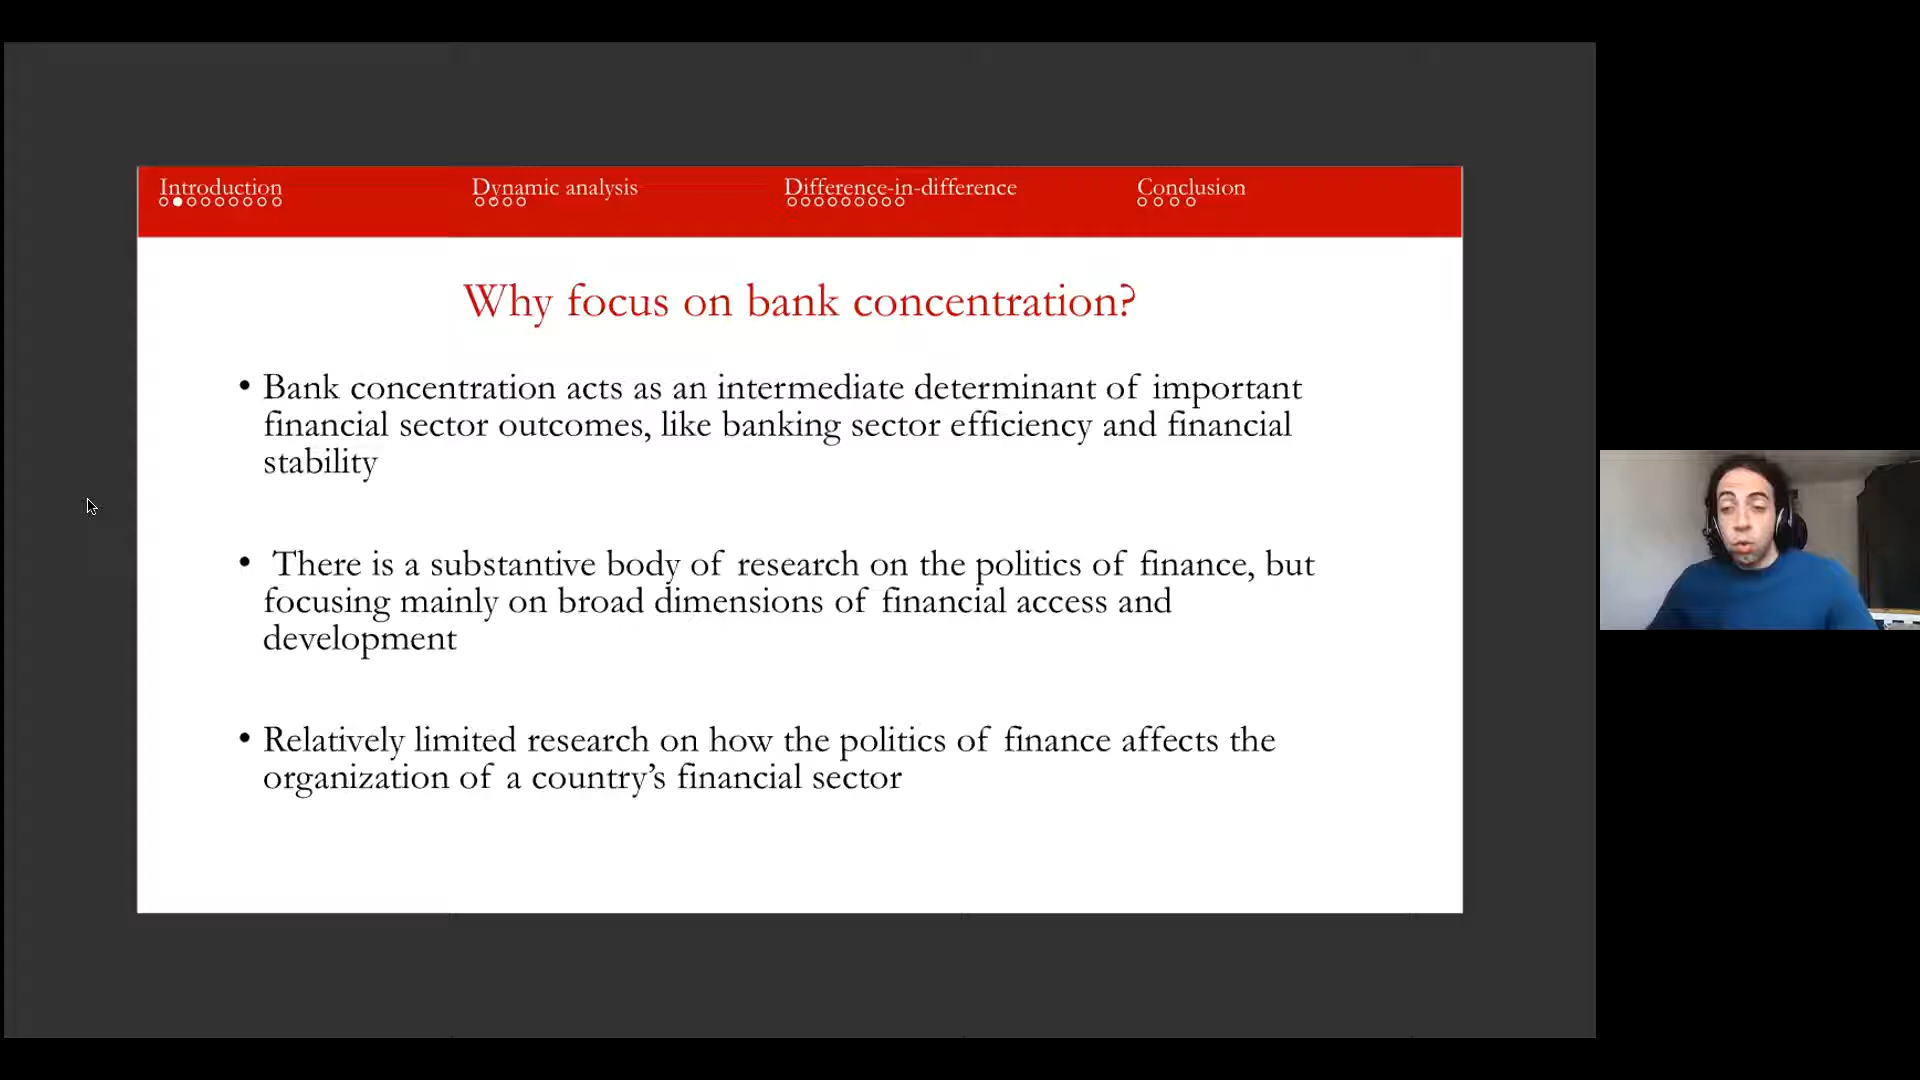 Introduction
Dynamic analysis
Difference-in-difference
Conclusion
Why focus on bank concentration?
• Bank concentration acts as an intermediate determinant of important
financial sector outcomes, like banking sector efficiency and financial
stability
• There is a substantive body of research on the politics of finance, but
focusing mainly on broad dimensions of financial access and
development
• Relatively limited research on how the politics of finance affects the
organization of a country’s financial sector